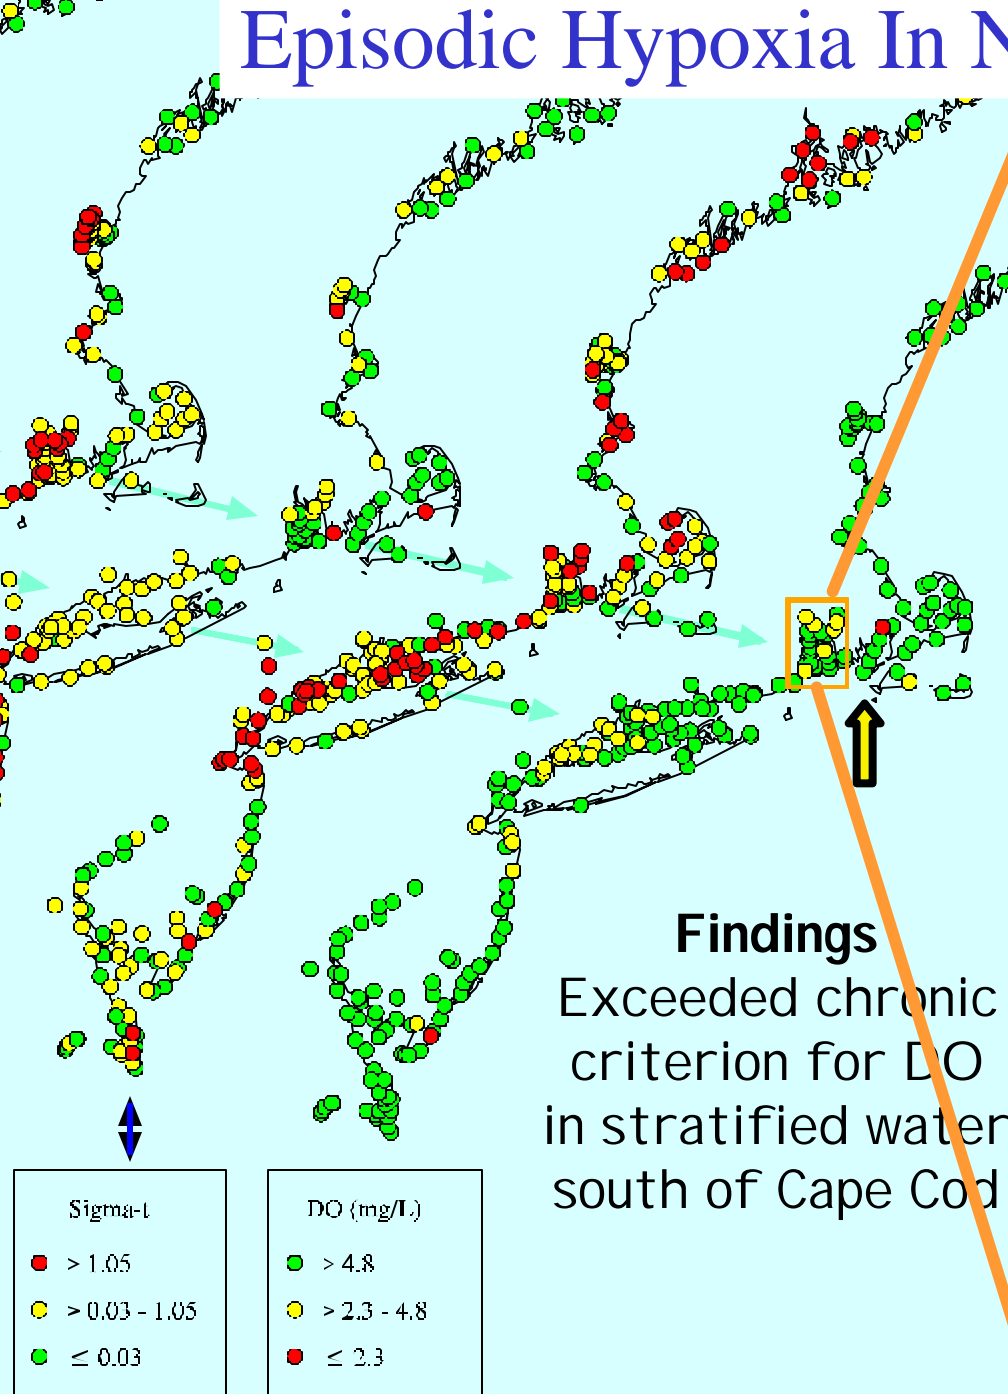 Episodic Hypoxia In N
Findings
Exceeded chronic
criterion for DO
in stratified water
south of Cape Cod
Sigma-t
> 1.05
> 0.03 - 1.05
≤ 0.03
DO (mg/L)
> 4.8
> 2.3 - 4.8
≤ 2.3